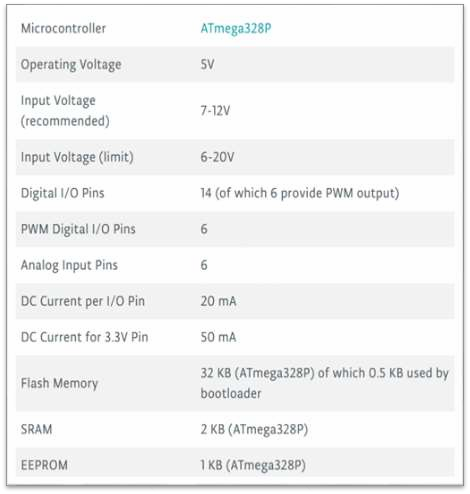 Microcontroller ATmega328P
Operating Voltage 5V
Input Voltage
(recommended) 7-12V
Input Voltage (limit) 6-20V
Digital I/O Pins 14 (of which 6 provide PWM output)
PWM Digital I/O Pins 6
Analog Input Pins 6
DC Current per I/O Pin 20 mA
DC Current for 3.3V Pin 50 mA
Flash Memory 32 KB (ATmega328P) of which 0.5 KB used by
bootloader
SRAM 2 KB (ATmega328P)
EEPROM 1 KB (ATmega328P)